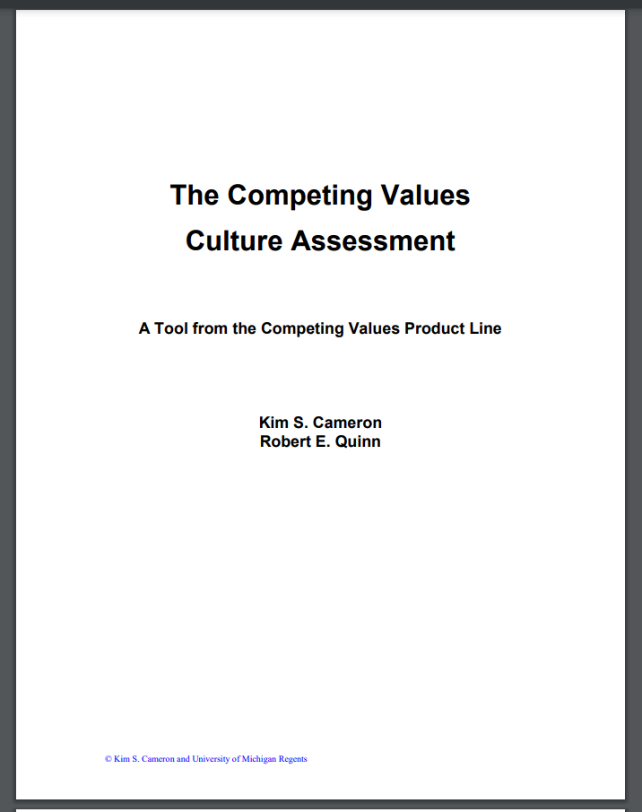 The Competing Values
Culture Assessment
A Tool from the Competing Values Product Line
Kim S. Cameron
Robert E. Quinn
© Kim S. Cameron and University of Michigan Regents